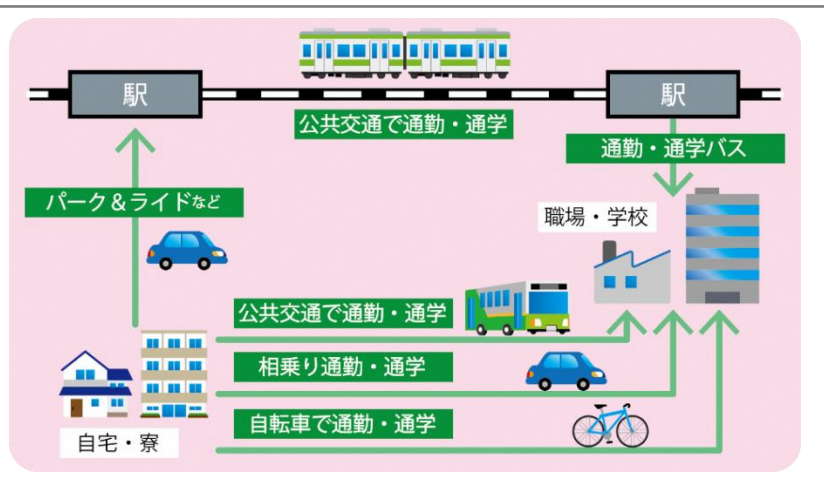 駅
駅
公共交通で通勤・通学
通勤・通学バス
パーク＆ライドなど
職場・学校
公共交通で通勤・通学
相乗り通勤・通学
自転車で通勤・通学
自宅・寮